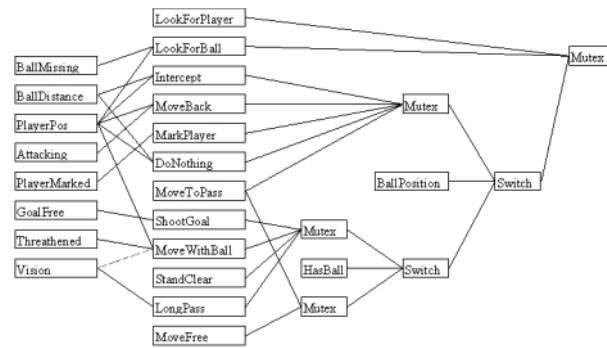 LookForPlayer
LookForBall
Mutex
BallMissing
Intercept
BallDistance
MoveBack
Mutex
PlayerPos
MarkPlayer
Attacking
DoNothing
PlayerMarked
MoveToPass
BallPosition
Switch
GoalFree
ShootGoal
Mutex
Threathened
MoveWithBall
Vision
StandClear
HasBall
Switch
LongPass
Mutex
MoveFree